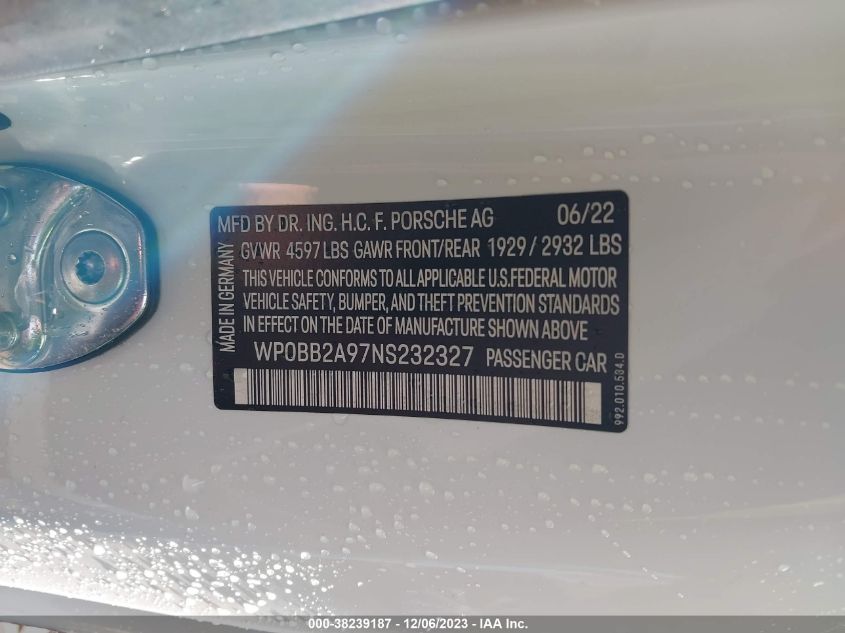 MFD BY DR. ING. H.C. F. PORSCHE AG 06/22
GVWR 4597 LBS GAWR FRONT/REAR 1929 / 2932 LBS
THIS VEHICLE CONFORMS TO ALL APPLICABLE U.S.FEDERAL MOTOR
VEHICLE SAFETY, BUMPER, AND THEFT PREVENTION STANDARDS
IN EFFECT ON THE DATE OF MANUFACTURE SHOWN ABOVE
MADE IN GERMANY
WP0BB2A97NS232327 PASSENGER CAR
992.010.534.D
000-38239187 - 12/06/2023 - IAA Inc.